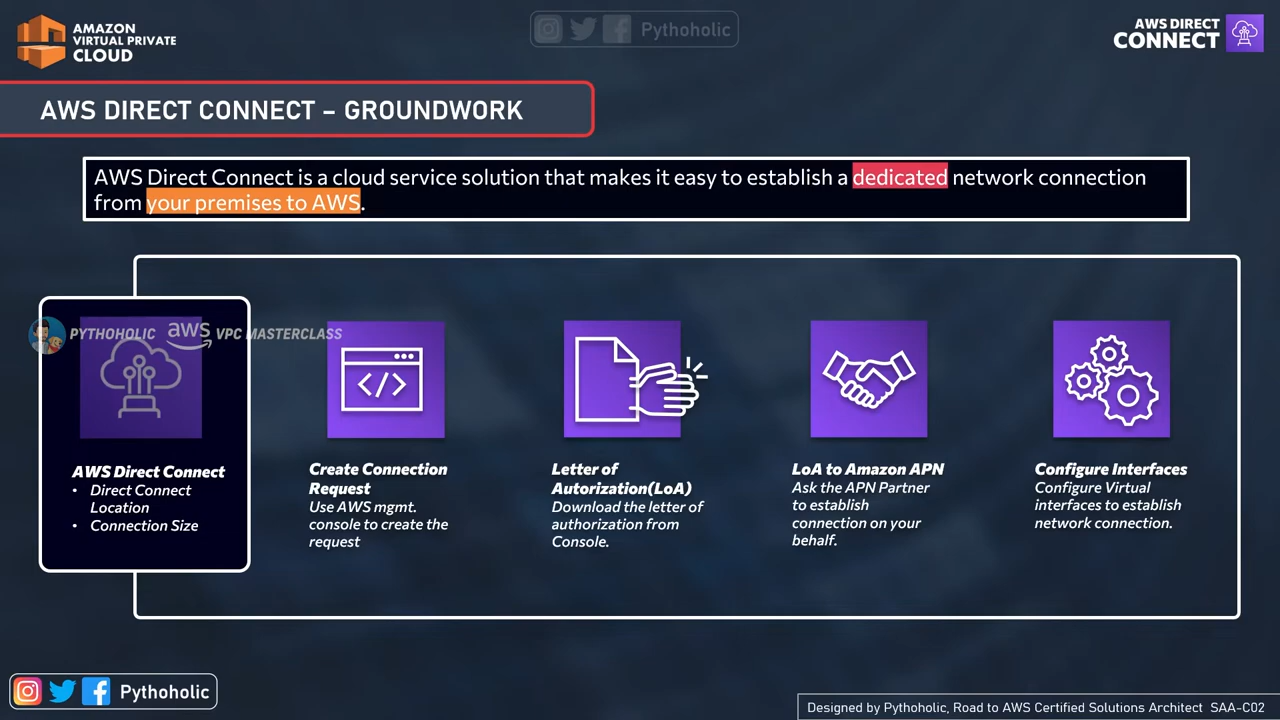 AMAZON
VIRTUAL PRIVATE
CLOUD
Pythoholic
AWS DIRECT
CONNECT
AWS DIRECT CONNECT – GROUNDWORK
AWS Direct Connect is a cloud service solution that makes it easy to establish a dedicated network connection
from your premises to AWS.
PYTHOHOLIC aws VPC MASTERCLASS
</>
AWS Direct Connect
• Direct Connect
Location
• Connection Size
Create Connection
Request
Use AWS mgmt.
console to create the
request
Letter of
Autorization(LoA)
Download the letter of
authorization from
Console.
LoA to Amazon APN
Ask the APN Partner
to establish
connection on your
behalf.
Configure Interfaces
Configure Virtual
interfaces to establish
network connection.
Pythoholic
Designed by Pythoholic, Road to AWS Certified Solutions Architect SAA-C02